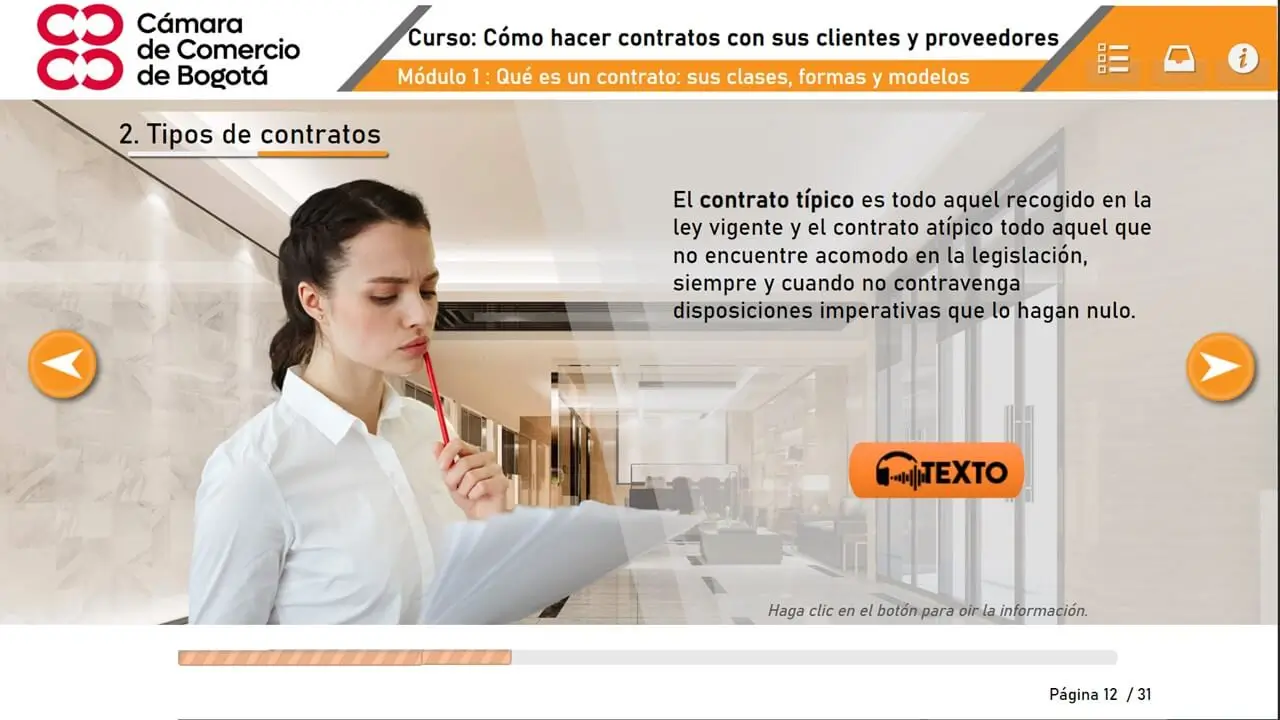 Cámara
de Comercio
de Bogotá
Curso: Cómo hacer contratos con sus clientes y proveedores
Módulo 1 : Qué es un contrato: sus clases, formas y modelos
i
2. Tipos de contratos
El contrato típico es todo aquel recogido en la
ley vigente y el contrato atípico todo aquel que
no encuentre acomodo en la legislación,
siempre y cuando no contravenga
disposiciones imperativas que lo hagan nulo.
TEXTO
Haga clic en el botón para oir la información.
Página 12 / 31